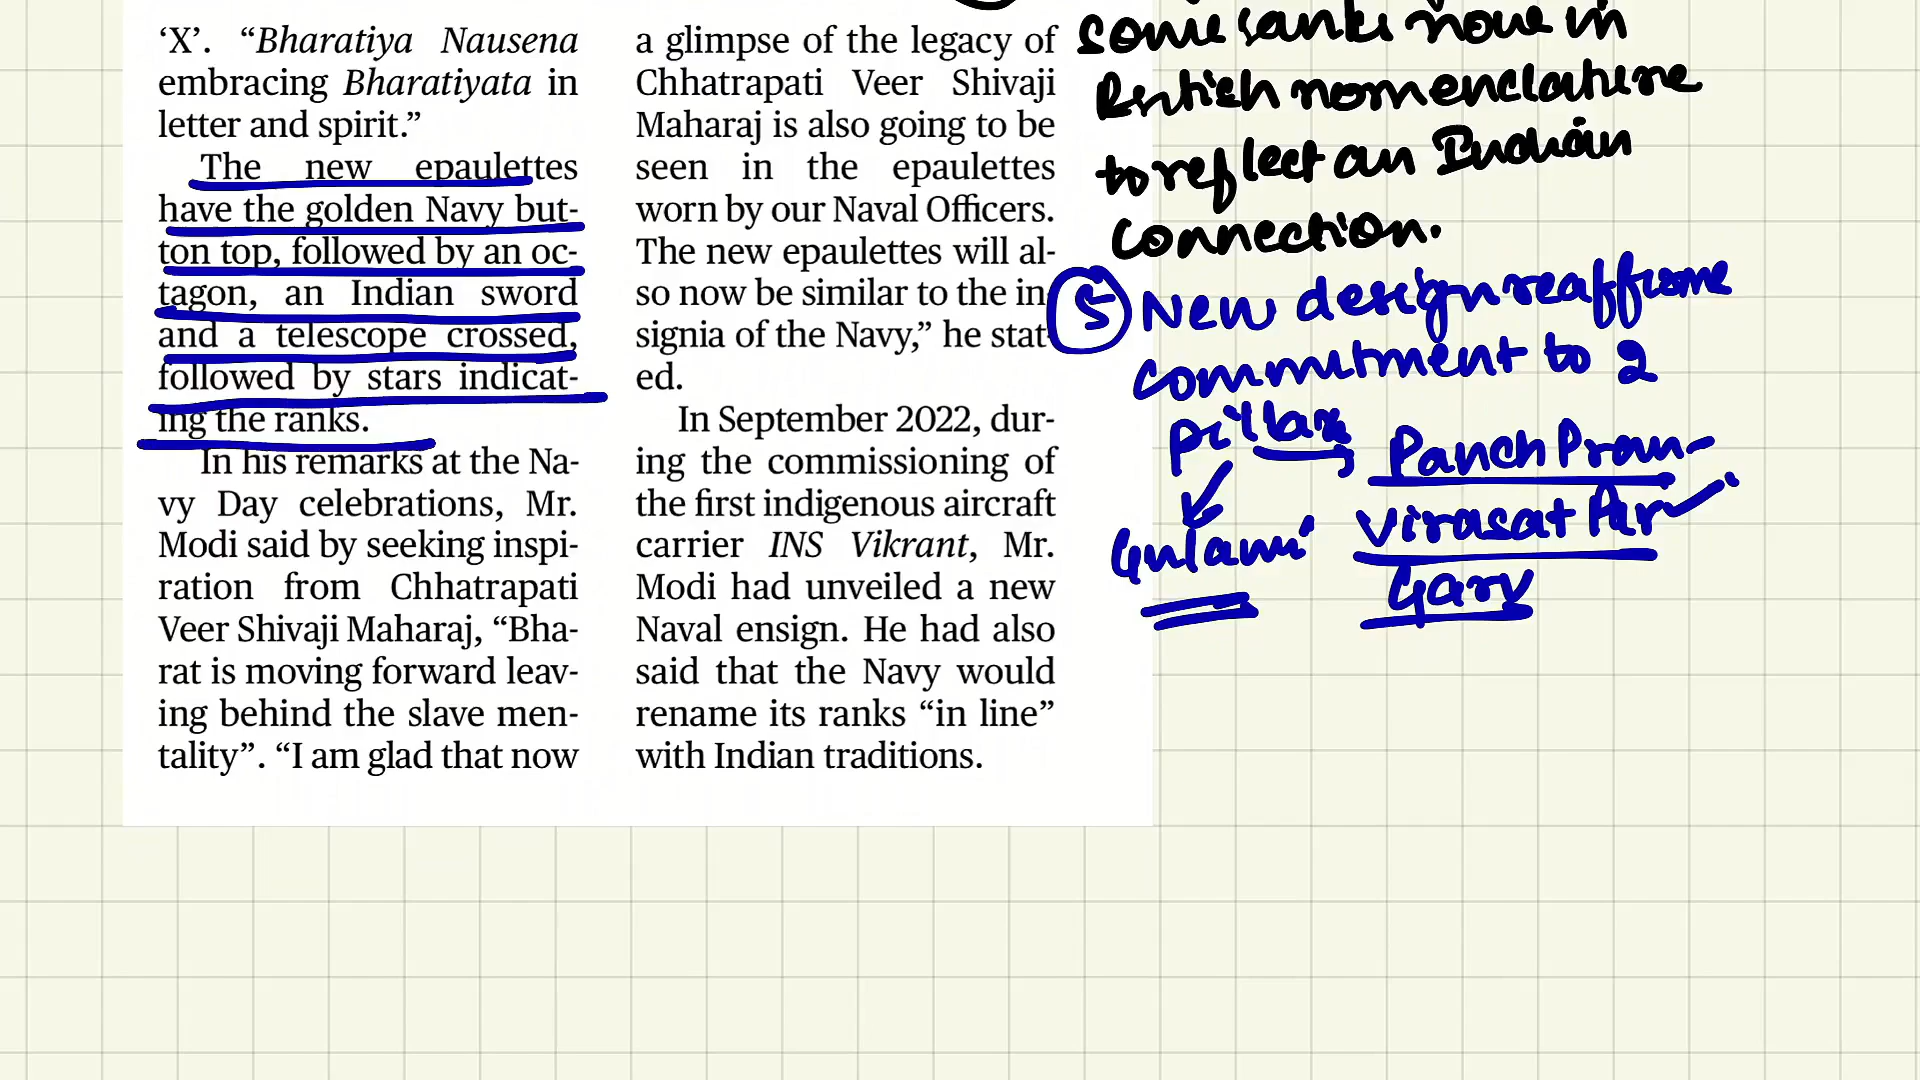 ‘X’. “Bharatiya Nausena
embracing Bharatiyata in
letter and spirit.”
The new epaulettes
have the golden Navy but-
ton top, followed by an oc-
tagon, an Indian sword
and a telescope crossed,
followed by stars indicat-
ing the ranks.
In his remarks at the Na-
vy Day celebrations, Mr.
Modi said by seeking inspi-
ration from Chhatrapati
Veer Shivaji Maharaj, “Bha-
rat is moving forward leav-
ing behind the slave men-
tality”. “I am glad that now
a glimpse of the legacy of
Chhatrapati Veer Shivaji
Maharaj is also going to be
seen in the epaulettes
worn by our Naval Officers.
The new epaulettes will al-
so now be similar to the in-
signia of the Navy,” he stat-
ed.
In September 2022, dur-
ing the commissioning of
the first indigenous aircraft
carrier INS Vikrant, Mr.
Modi had unveiled a new
Naval ensign. He had also
said that the Navy would
rename its ranks “in line”
with Indian traditions.
some ranks in
British nomenclature
to reflect an Indian
connection.
5 New design reaffirms
commitment to 2
Pillars Panch Pran-
Virasat Par
Gulami
Garv